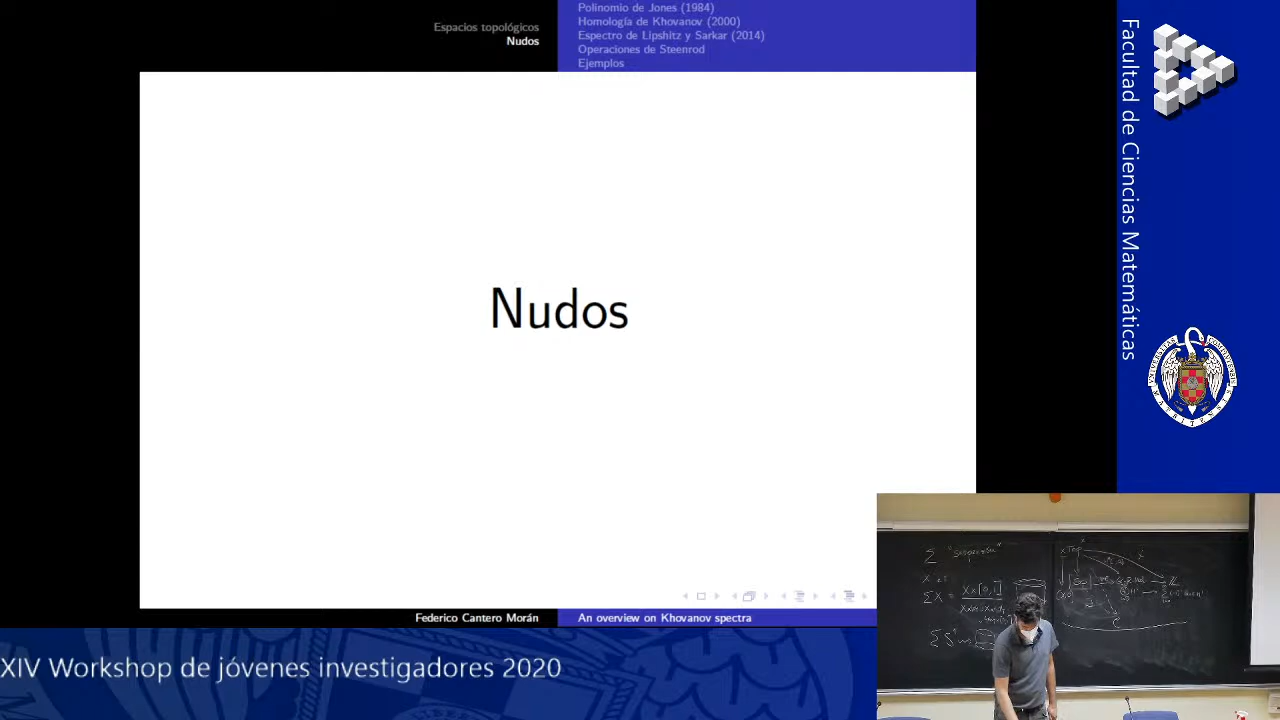 Espacios topológicos
Nudos
Polinomio de Jones (1984)
Homología de Khovanov (2000)
Espectro de Lipshitz y Sarkar (2014)
Operaciones de Steenrod
Ejemplos
Nudos
Federico Cantero Morán
An overview on Khovanov spectra
XIV Workshop de jóvenes investigadores 2020
Facultad de Ciencias Matemáticas
Σ "suspensión"